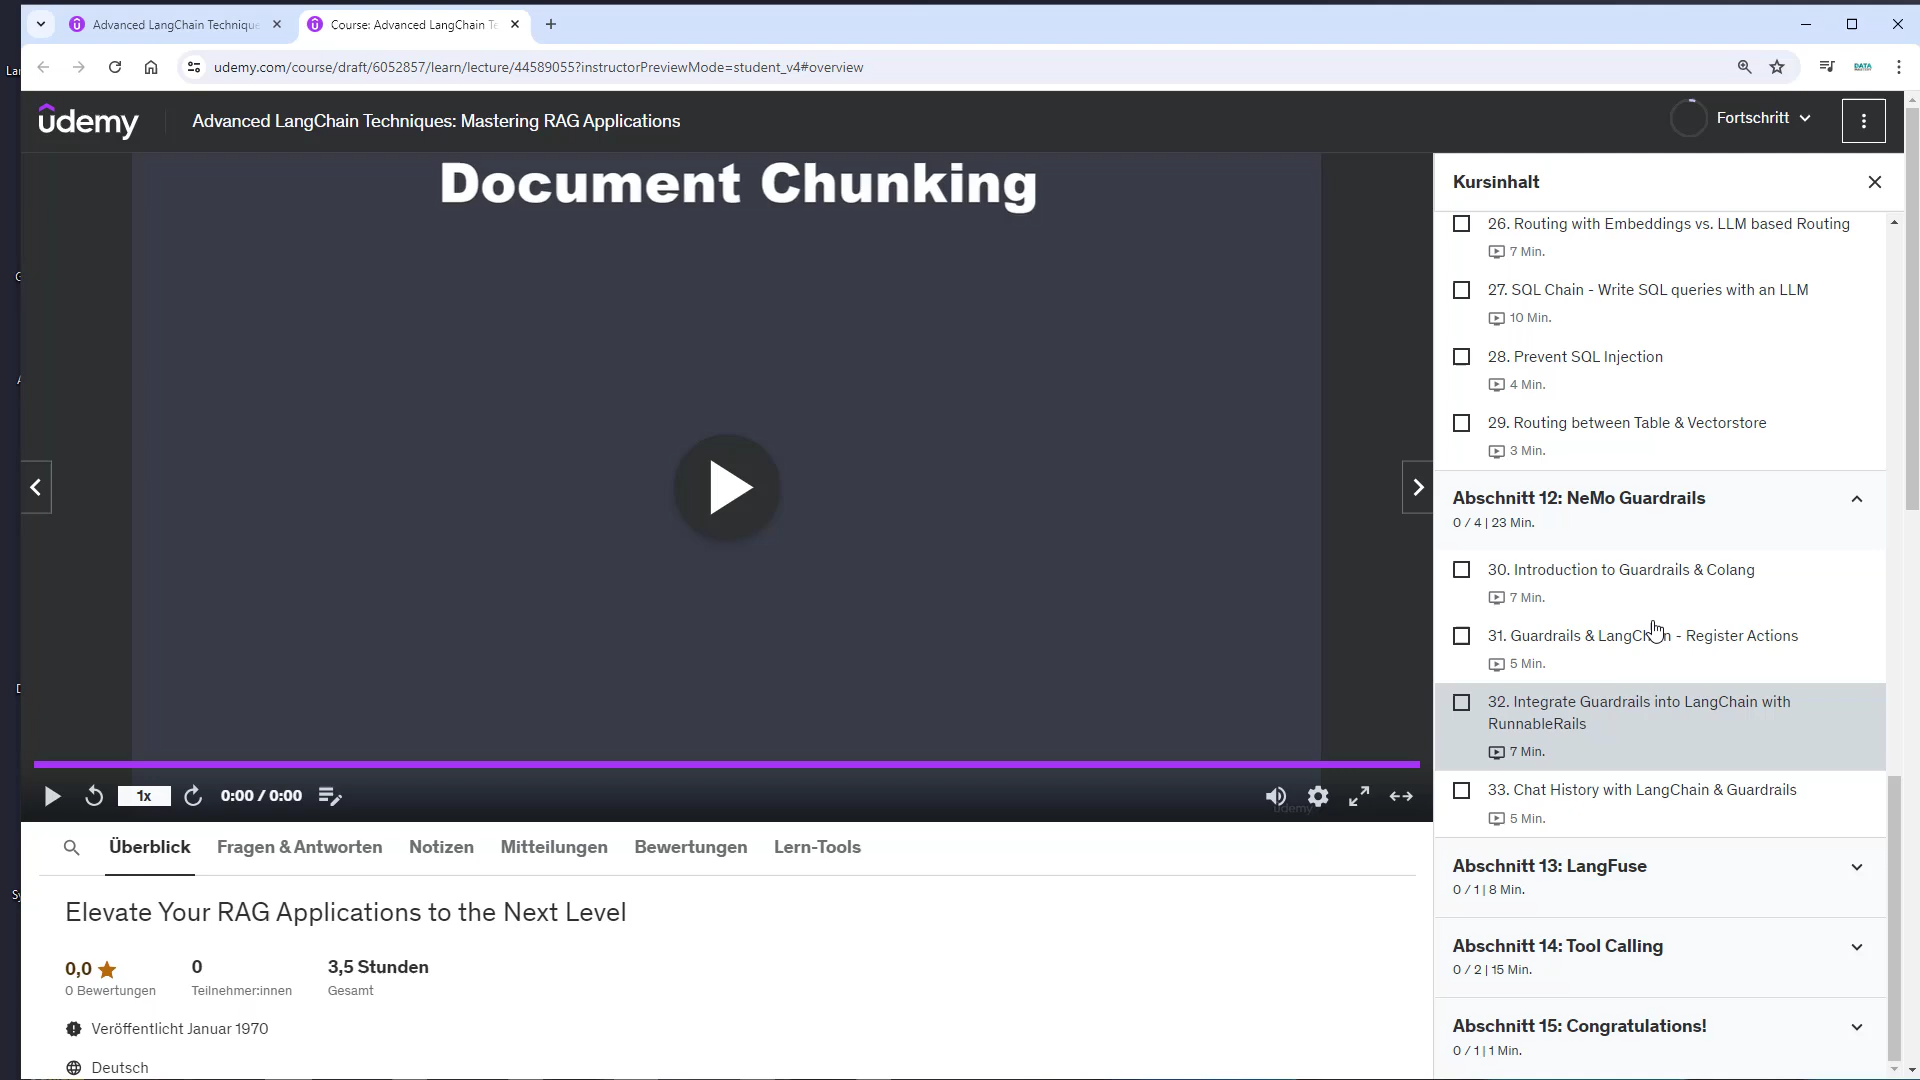 Advanced LangChain Technique
Course: Advanced LangChain Te
udemy.com/course/draft/6052857/learn/lecture/44589055?instructorPreviewMode=student_v4#overview
DATA
udemy
Advanced LangChain Techniques: Mastering RAG Applications
Fortschritt
Document Chunking
Kursinhalt
26. Routing with Embeddings vs. LLM based Routing
7 Min.
27. SQL Chain - Write SQL queries with an LLM
10 Min.
28. Prevent SQL Injection
4 Min.
29. Routing between Table & Vectorstore
3 Min.
Abschnitt 12: NeMo Guardrails
0 / 4 | 23 Min.
30. Introduction to Guardrails & Colang
7 Min.
31. Guardrails & LangChain - Register Actions
5 Min.
32. Integrate Guardrails into LangChain with
RunnableRails
7 Min.
33. Chat History with LangChain & Guardrails
5 Min.
Abschnitt 13: LangFuse
0 / 1 | 8 Min.
Abschnitt 14: Tool Calling
0 / 2 | 15 Min.
Abschnitt 15: Congratulations!
0 / 1 | 1 Min.
1x
0:00 / 0:00
udemy
Überblick
Fragen & Antworten
Notizen
Mitteilungen
Bewertungen
Lern-Tools
Elevate Your RAG Applications to the Next Level
0,0
0
3,5 Stunden
0 Bewertungen
Teilnehmer:innen
Gesamt
Veröffentlicht Januar 1970
Deutsch